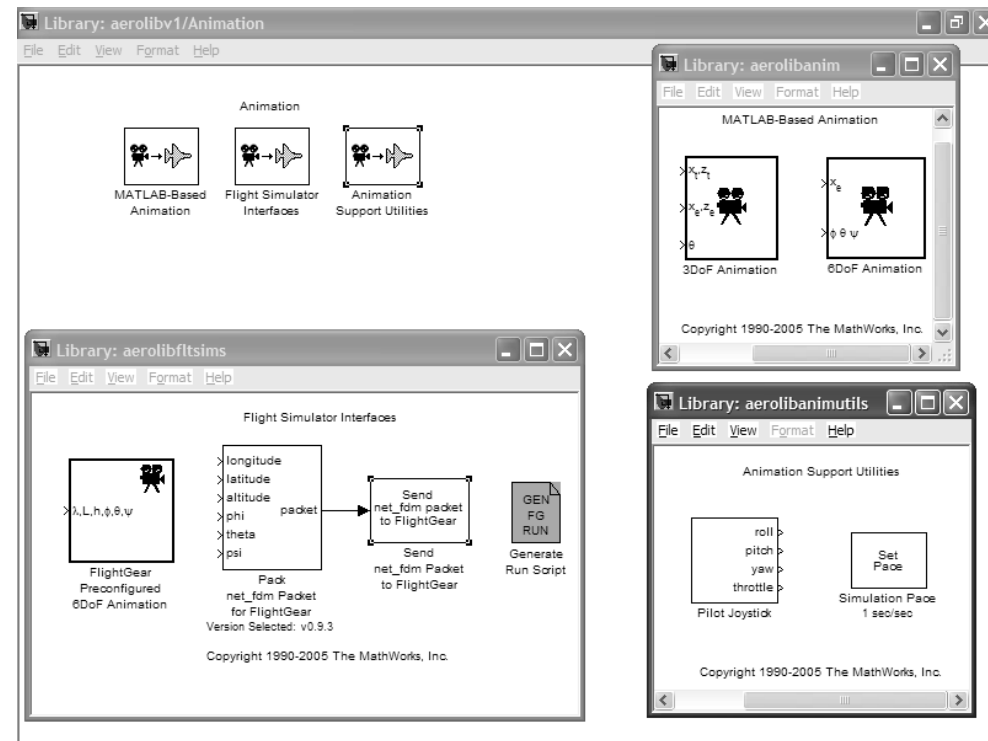 Library: aerolibv1/Animation
File Edit View Format Help
Animation
MATLAB-Based
Animation
Flight Simulator
Interfaces
Animation
Support Utilities
Library: aerolibanim
File Edit View Format Help
MATLAB-Based Animation
xt,zt
xe,ze
θ
3DoF Animation
xe
ϕ θ ψ
6DoF Animation
Copyright 1990-2005 The MathWorks, Inc.
Library: aerolibfltsims
File Edit View Format Help
Flight Simulator Interfaces
λ,L,h,ϕ,θ,ψ
FlightGear
Preconfigured
6DoF Animation
longitude
latitude
altitude
phi
theta
psi
packet
Pack
net_fdm Packet
for FlightGear
Version Selected: v0.9.3
Send
net_fdm packet
to FlightGear
Send
net_fdm Packet
to FlightGear
GEN
FG
RUN
Generate
Run Script
Copyright 1990-2005 The MathWorks, Inc.
Library: aerolibanimutils
File Edit View Format Help
Animation Support Utilities
roll
pitch
yaw
throttle
Pilot Joystick
Set
Pace
Simulation Pace
1 sec/sec
Copyright 1990-2005 The MathWorks, Inc.